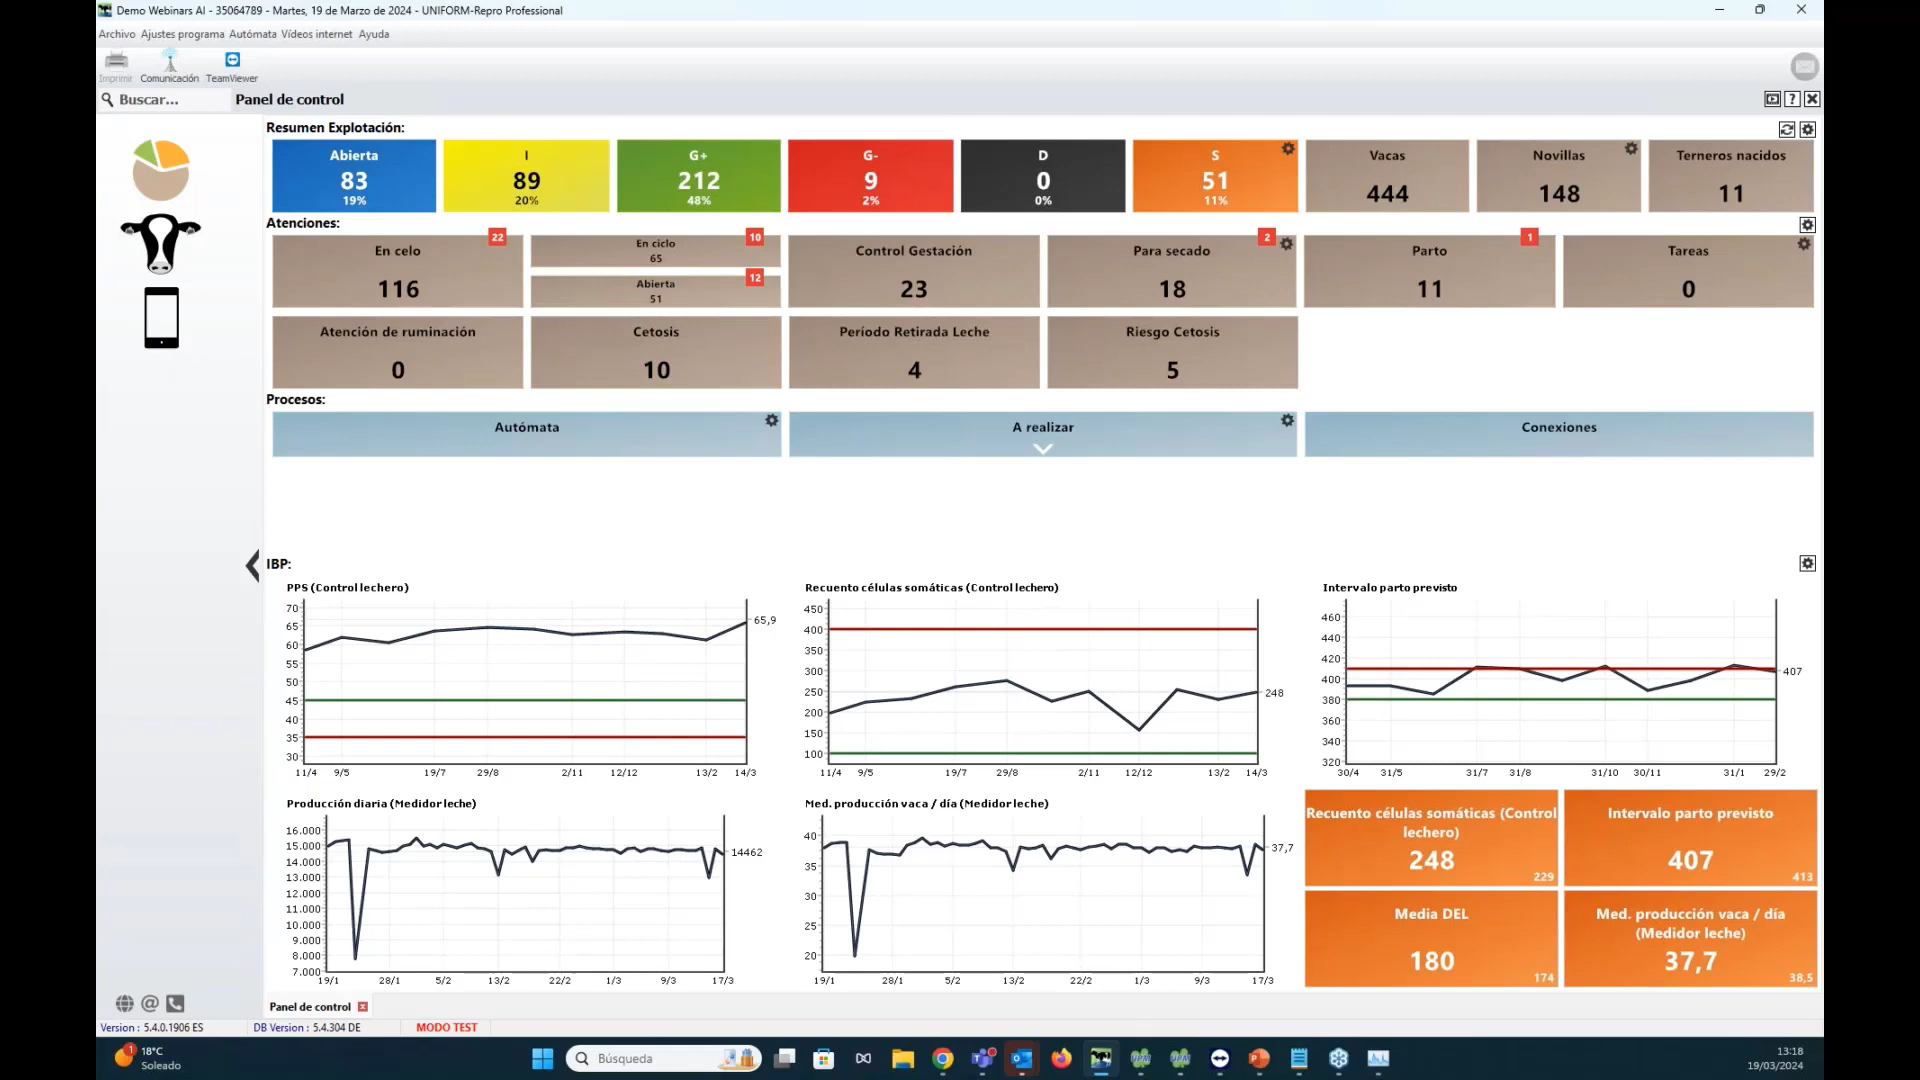 Demo Webinars AI - 35064789 - Martes, 19 de Marzo de 2024 - UNIFORM-Repro Professional
Archivo Ajustes programa Autómata Vídeos internet Ayuda
Imprimir Comunicación TeamViewer
Buscar... Panel de control
Resumen Explotación:
Abierta I G+ G- D S Vacas Novillas Terneros nacidos
83 89 212 9 0 51 444 148 11
19% 20% 48% 2% 0% 11%
Atenciones:
En celo 22 En ciclo 10 Control Gestación Para secado 2 Parto 1 Tareas
65
116 Abierta 12 23 18 11 0
51
Atención de ruminación Cetosis Período Retirada Leche Riesgo Cetosis
0 10 4 5
Procesos:
Autómata A realizar Conexiones
IBP:
PPS (Control lechero)
70
65
60
55
50
45
40
35
30
65,9
11/4 9/5 19/7 29/8 2/11 12/12 13/2 14/3
Recuento células somáticas (Control lechero)
450
400
350
300
250
200
150
100
248
11/4 9/5 19/7 29/8 2/11 12/12 13/2 14/3
Intervalo parto previsto
460
440
420
400
380
360
340
320
407
30/4 31/5 31/7 31/8 31/10 30/11 31/1 29/2
Producción diaria (Medidor leche)
16.000
15.000
14.000
13.000
12.000
11.000
10.000
9.000
8.000
7.000
14462
19/1 28/1 5/2 13/2 22/2 1/3 9/3 17/3
Med. producción vaca / día (Medidor leche)
40
35
30
25
20
37,7
19/1 28/1 5/2 13/2 22/2 1/3 9/3 17/3
Recuento células somáticas (Control
lechero)
248
229
Intervalo parto previsto
407
413
Media DEL
180
174
Med. producción vaca / día
(Medidor leche)
37,7
38,5
Panel de control
Version : 5.4.0.1906 ES DB Version : 5.4.304 DE MODO TEST
1 18°C
Soleado
Búsqueda
13:18
19/03/2024